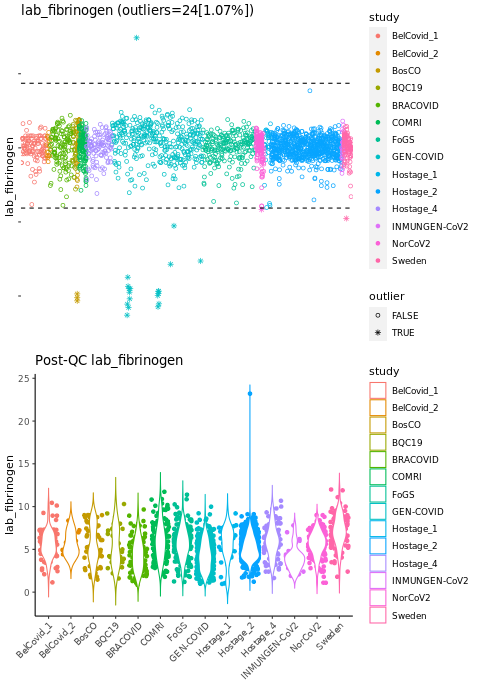 lab_fibrinogen (outliers=24[1.07%])
lab_fibrinogen
study
BelCovid_1
BelCovid_2
BosCO
BQC19
BRACOVID
COMRI
FoGS
GEN-COVID
Hostage_1
Hostage_2
Hostage_4
INMUNGEN-CoV2
NorCoV2
Sweden
outlier
FALSE
TRUE
Post-QC lab_fibrinogen
lab_fibrinogen
25
20
15
10
5
0
BelCovid_1
BelCovid_2
BosCO
BQC19
BRACOVID
COMRI
FoGS
GEN-COVID
Hostage_1
Hostage_2
Hostage_4
INMUNGEN-CoV2
NorCoV2
Sweden
study
BelCovid_1
BelCovid_2
BosCO
BQC19
BRACOVID
COMRI
FoGS
GEN-COVID
Hostage_1
Hostage_2
Hostage_4
INMUNGEN-CoV2
NorCoV2
Sweden